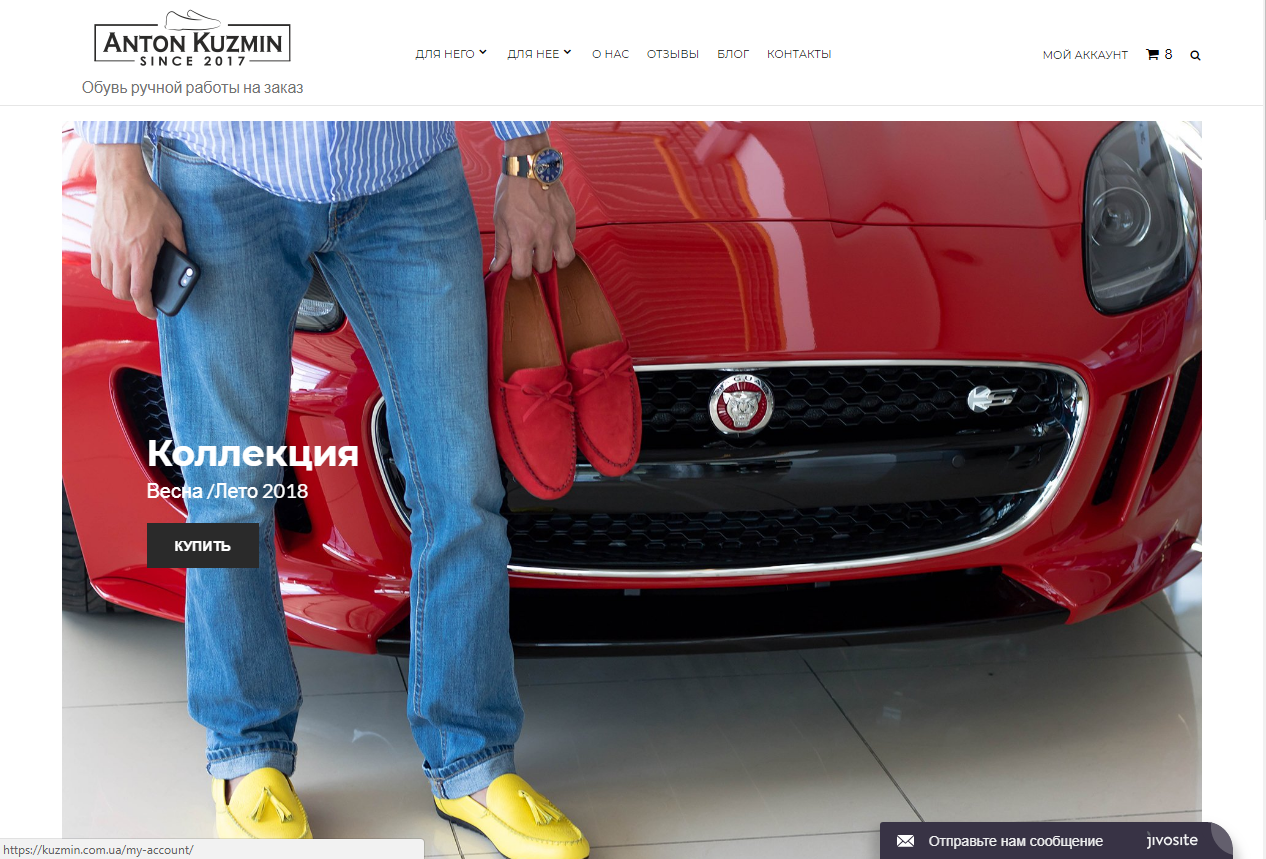 ANTON KUZMIN
SINCE 2017
Обувь ручной работы на заказ
ДЛЯ НЕГО
ДЛЯ НЕЕ
О НАС
ОТЗЫВЫ
БЛОГ
КОНТАКТЫ
МОЙ АККАУНТ
8
Коллекция
Весна /Лето 2018
КУПИТЬ
https://kuzmin.com.ua/my-account/
Отправьте нам сообщение
jivosite